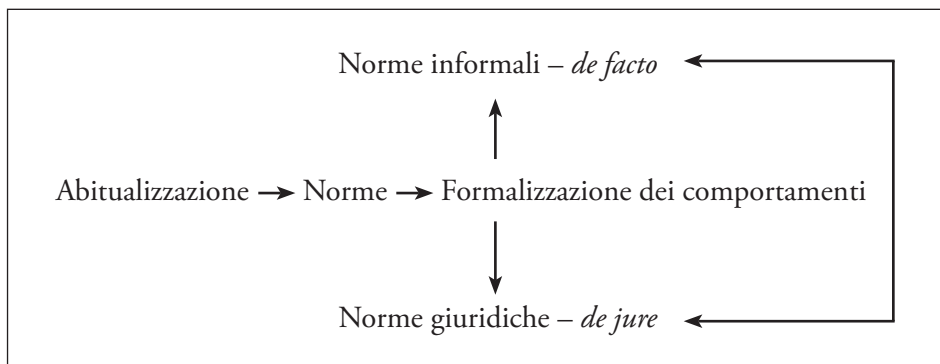 Norme informali – de facto
Abitualizzazione → Norme → Formalizzazione dei comportamenti
Norme giuridiche – de jure